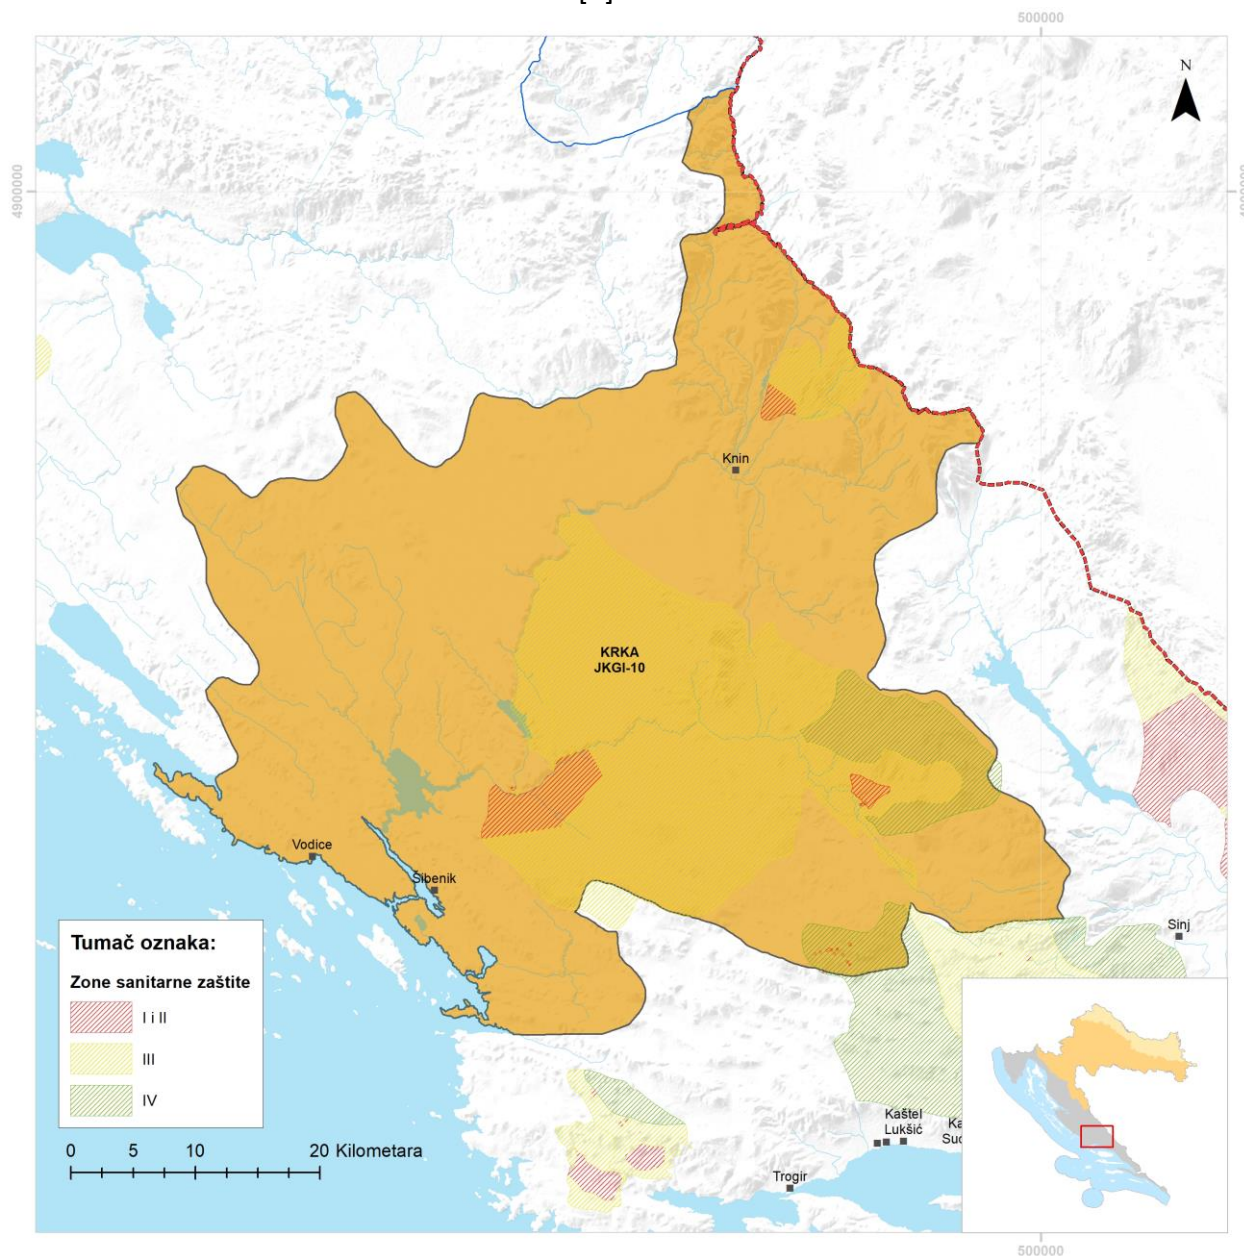 500000
N
4900000
Knin
KRKA
JKGI-10
Vodice
Šibenik
Sinj
Tumač oznaka:
Zone sanitarne zaštite
I i II
III
IV
0 5 10 20 Kilometara
Kaštel
Lukšić
Trogir
500000